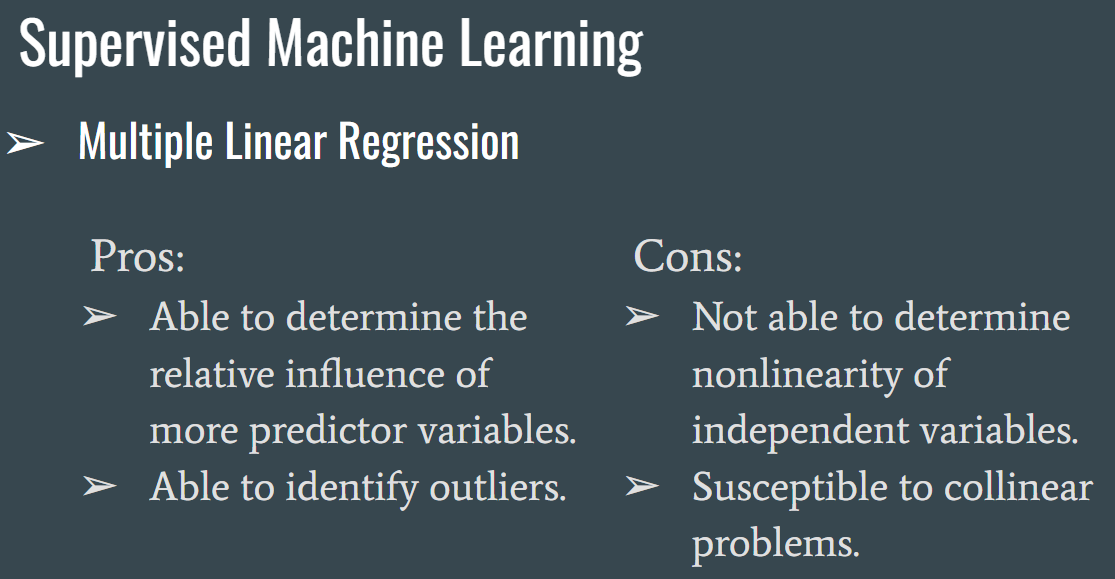 Supervised Machine Learning
➢ Multiple Linear Regression
Pros:
➢ Able to determine the
relative influence of
more predictor variables.
➢ Able to identify outliers.
Cons:
➢ Not able to determine
nonlinearity of
independent variables.
➢ Susceptible to collinear
problems.